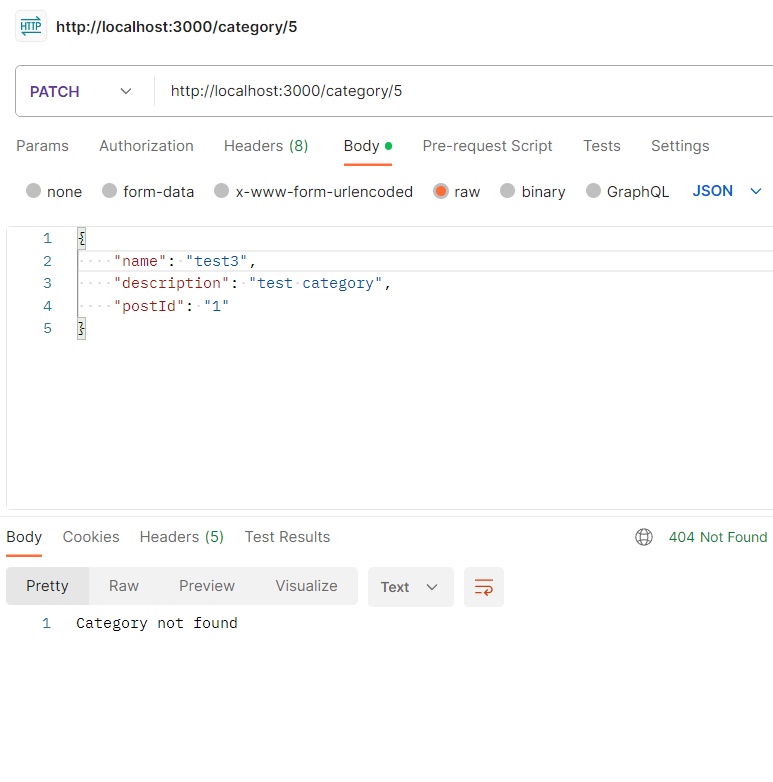 HTTP http://localhost:3000/category/5
PATCH http://localhost:3000/category/5
Params Authorization Headers (8) Body Pre-request Script Tests Settings
none form-data x-www-form-urlencoded raw binary GraphQL JSON
1 {
2 "name": "test3",
3 "description": "test category",
4 "postId": "1"
5 }
Body Cookies Headers (5) Test Results 404 Not Found
Pretty Raw Preview Visualize Text
1 Category not found